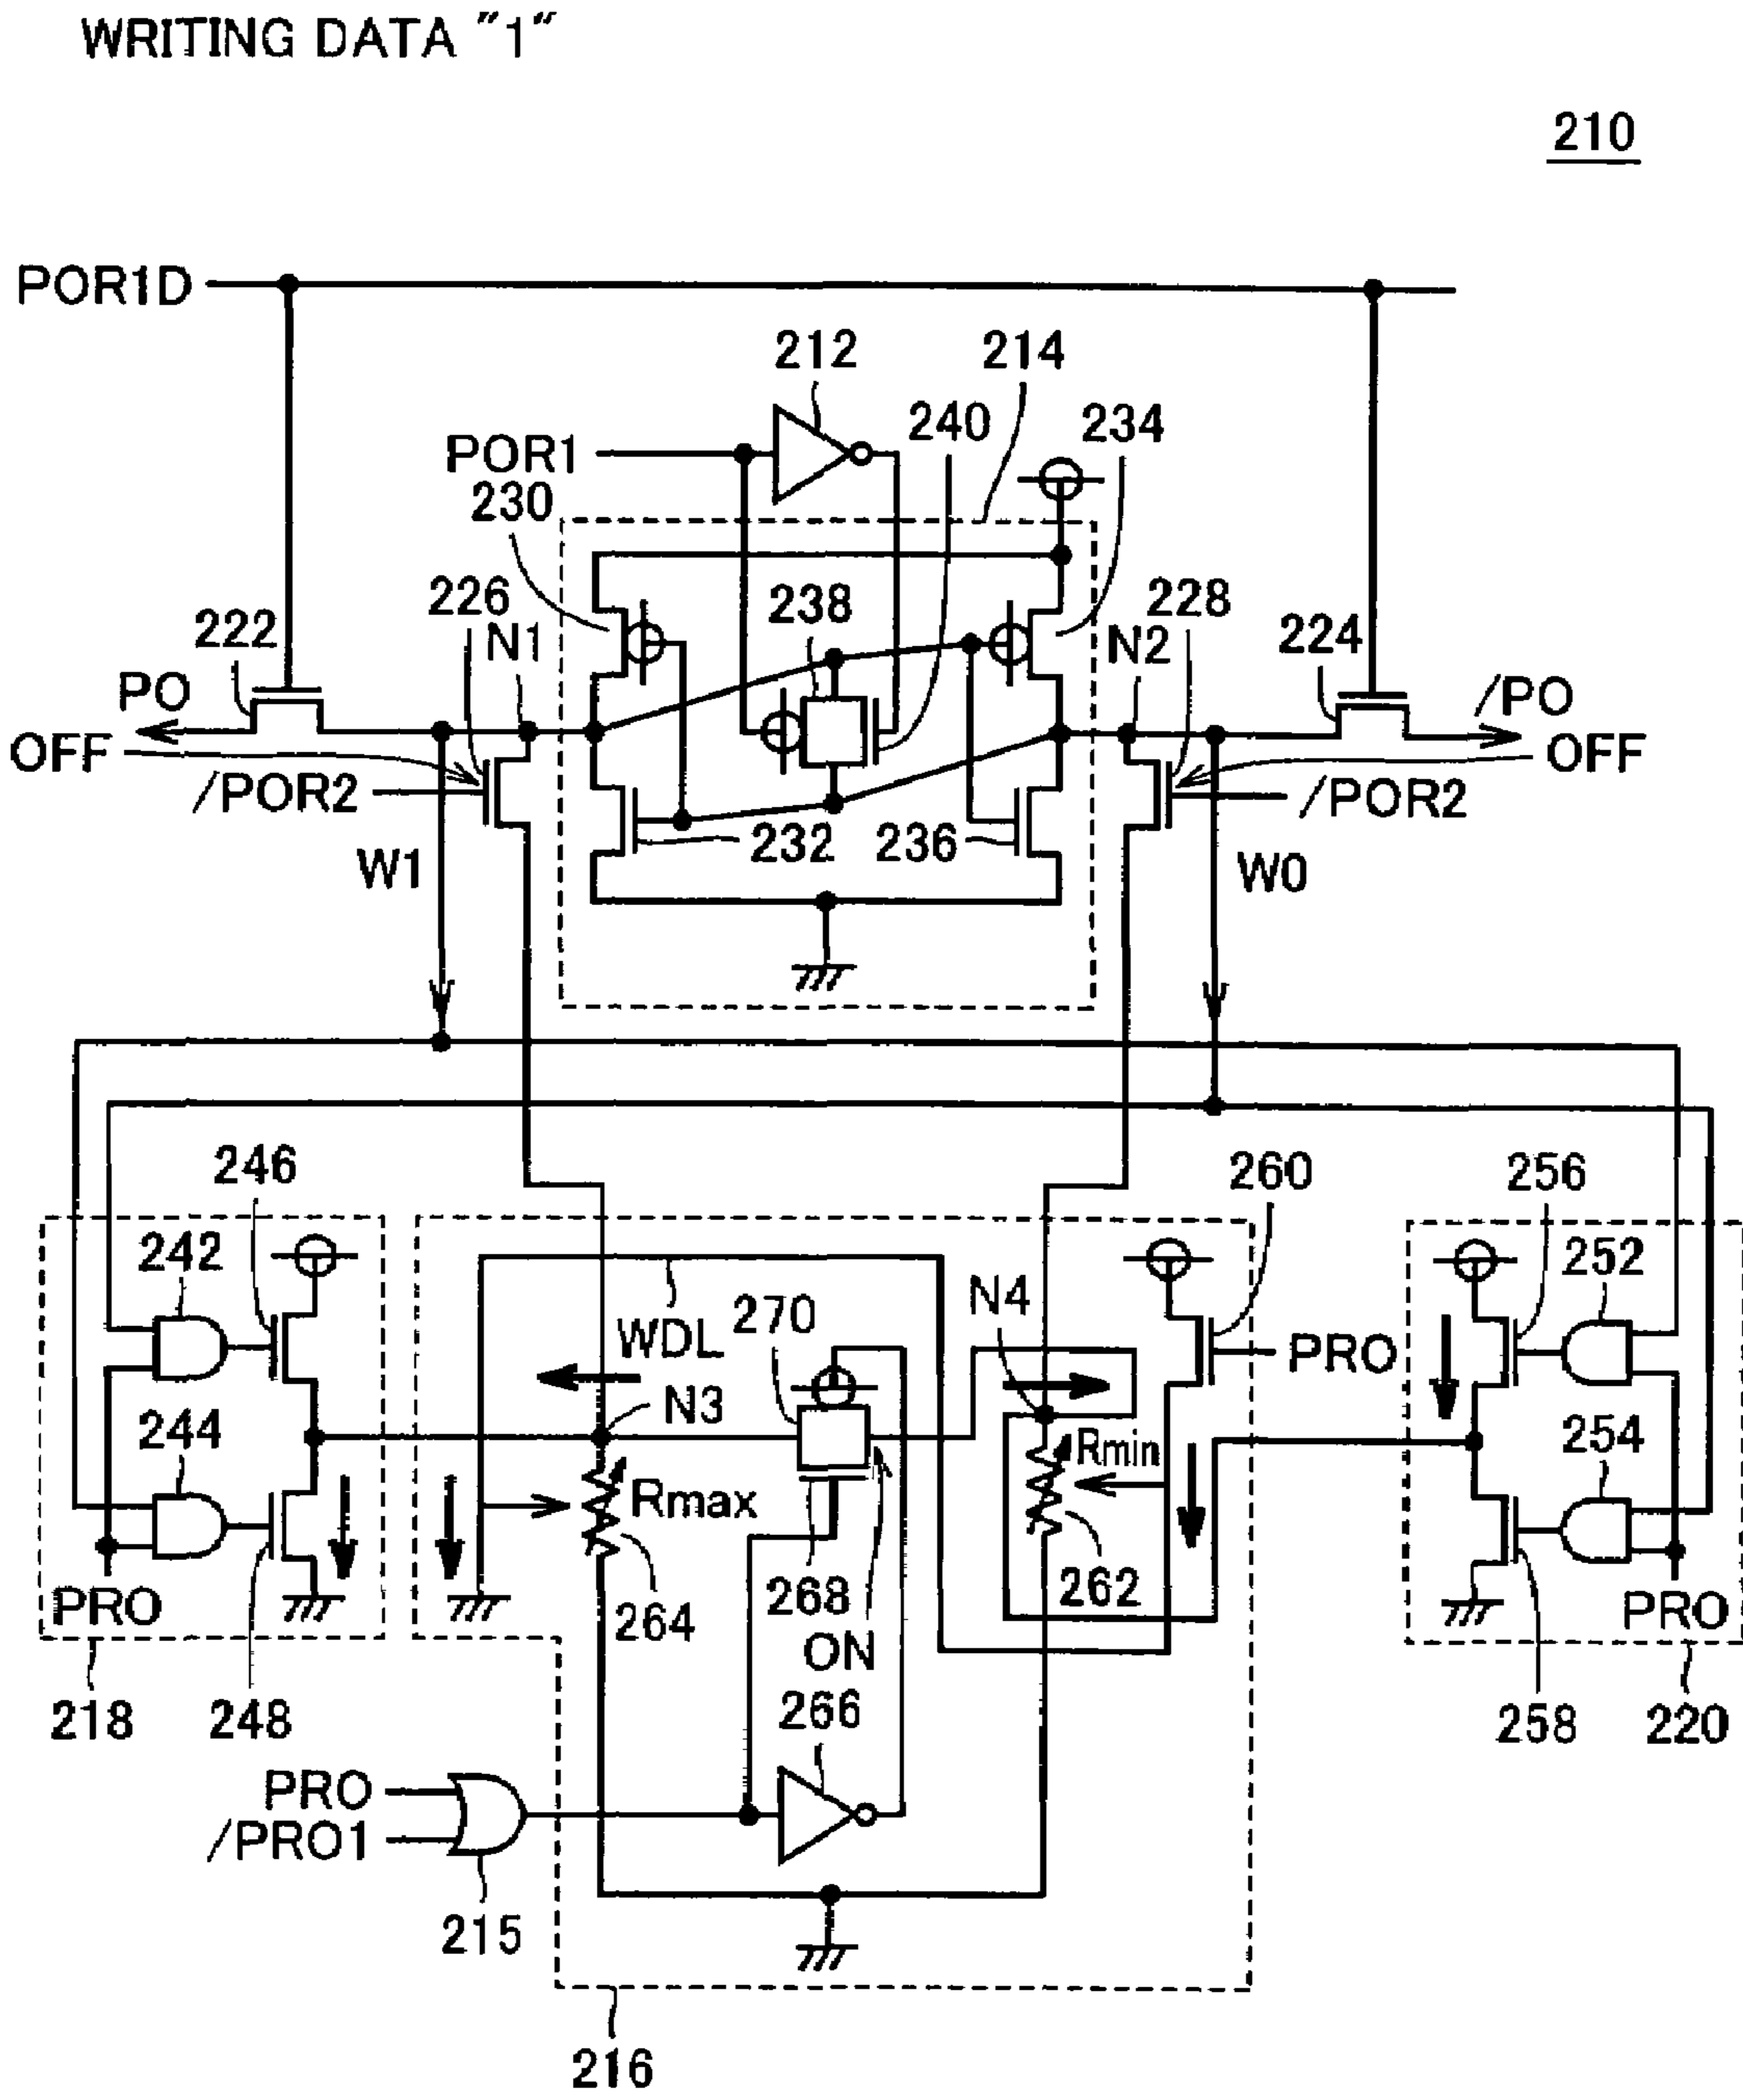 WRITING DATA "1"
210
POR1D
212
214
240
234
POR1
230
226
238
228
222
N1
N2
224
PO
/PO
OFF
OFF
/POR2
/POR2
232
236
W1
W0
246
260
256
242
252
N4
270
WDL
PRO
N3
244
254
Rmin
Rmax
268
262
PRO
264
PRO
ON
218
248
266
258
220
PRO
/PRO1
215
216